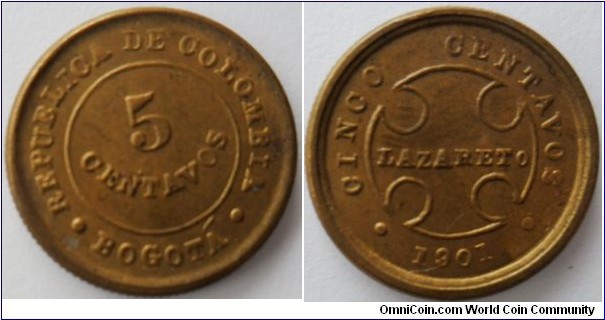 REPUBLICA DE COLOMBIA
5
CENTAVOS
• BOGOTÁ •
CINCO CENTAVOS
LAZARETO
• 1901 •
OmniCoin.com World Coin Community